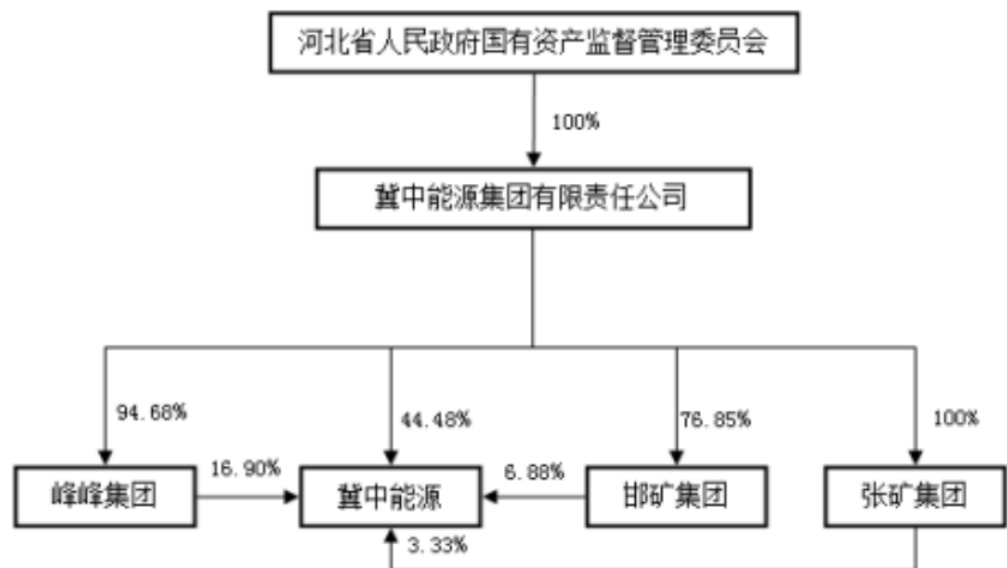 河北省人民政府国有资产监督管理委员会
100%
冀中能源集团有限责任公司
94.68%
44.48%
76.85%
100%
峰峰集团
16.90%
冀中能源
6.88%
邯矿集团
张矿集团
3.33%